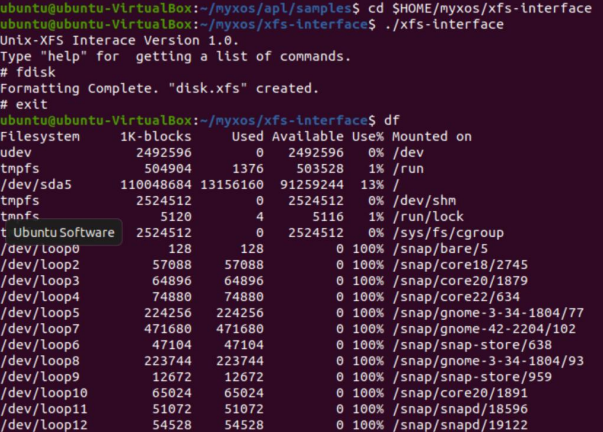 ubuntu@ubuntu-VirtualBox:~/myxos/apl/samples$ cd $HOME/myxos/xfs-interface
ubuntu@ubuntu-VirtualBox:~/myxos/xfs-interface$ ./xfs-interface
Unix-XFS Interace Version 1.0.
Type "help" for  getting a list of commands.
# fdisk
Formatting Complete. "disk.xfs" created.
# exit
ubuntu@ubuntu-VirtualBox:~/myxos/xfs-interface$ df
Filesystem     1K-blocks     Used Available Use% Mounted on
udev             2492596        0   2492596   0% /dev
tmpfs             504904     1376    503528   1% /run
/dev/sda5      110048684 13156160  91259244  13% /
tmpfs            2524512        0   2524512   0% /dev/shm
tmpfs               5120        4      5116   1% /run/lock
Ubuntu Software  2524512        0   2524512   0% /sys/fs/cgroup
/dev/loop0           128      128         0 100% /snap/bare/5
/dev/loop2         57088    57088         0 100% /snap/core18/2745
/dev/loop3         64896    64896         0 100% /snap/core20/1879
/dev/loop4         74880    74880         0 100% /snap/core22/634
/dev/loop5        224256   224256         0 100% /snap/gnome-3-34-1804/77
/dev/loop7        471680   471680         0 100% /snap/gnome-42-2204/102
/dev/loop6         47104    47104         0 100% /snap/snap-store/638
/dev/loop8        223744   223744         0 100% /snap/gnome-3-34-1804/93
/dev/loop9         12672    12672         0 100% /snap/snap-store/959
/dev/loop10        65024    65024         0 100% /snap/core20/1891
/dev/loop11        51072    51072         0 100% /snap/snapd/18596
/dev/loop12        54528    54528         0 100% /snap/snapd/19122